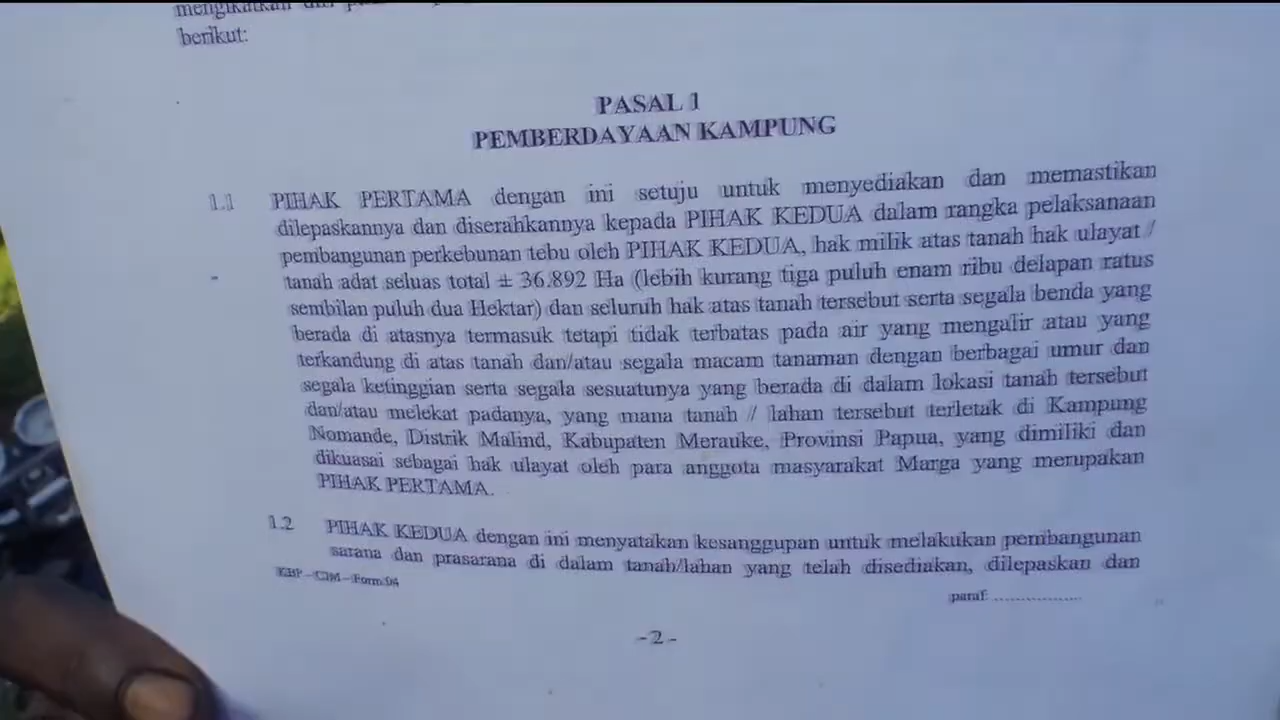 mengikatkan diri
berikut:
PASAL 1
PEMBERDAYAAN KAMPUNG
1.1 PIHAK PERTAMA dengan ini setuju untuk menyediakan dan memastikan
dilepaskannya dan diserahkannya kepada PIHAK KEDUA dalam rangka pelaksanaan
pembangunan perkebunan tebu oleh PIHAK KEDUA, hak milik atas tanah hak ulayat /
tanah adat seluas total ± 36.892 Ha (lebih kurang tiga puluh enam ribu delapan ratus
sembilan puluh dua Hektar) dan seluruh hak atas tanah tersebut serta segala benda yang
berada di atasnya termasuk tetapi tidak terbatas pada air yang mengalir atau yang
terkandung di atas tanah dan/atau segala macam tanaman dengan berbagai umur dan
segala ketinggian serta segala sesuatunya yang berada di dalam lokasi tanah tersebut
dan/atau melekat padanya, yang mana tanah / lahan tersebut terletak di Kampung
Nomande, Distrik Malind, Kabupaten Merauke, Provinsi Papua, yang dimiliki dan
dikuasai sebagai hak ulayat oleh para anggota masyarakat Marga yang merupakan
PIHAK PERTAMA.
1.2 PIHAK KEDUA dengan ini menyatakan kesanggupan untuk melakukan pembangunan
sarana dan prasarana di dalam tanah/lahan yang telah disediakan, dilepaskan dan
Form 04
paraf: ..................
- 2 -